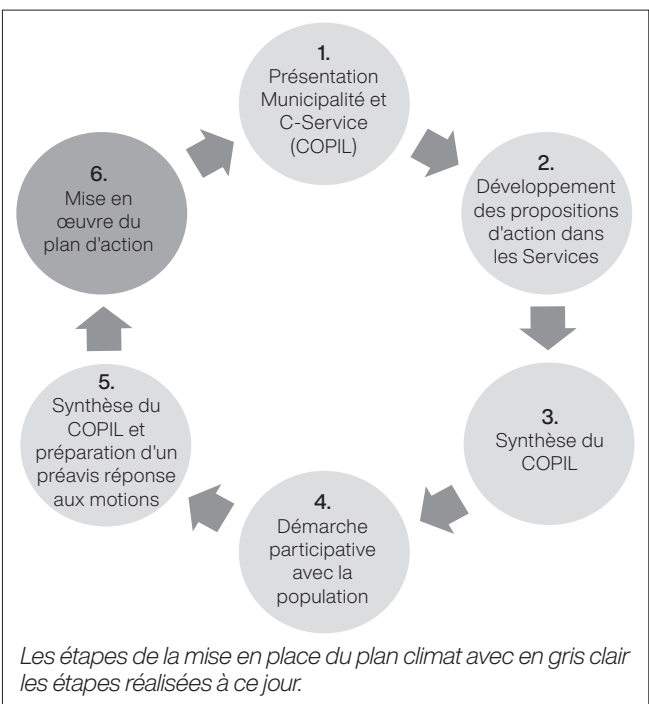 1.
Présentation
Municipalité et
C-Service
(COPIL)
2.
Développement
des propositions
d'action dans
les Services
3.
Synthèse du
COPIL
4.
Démarche
participative
avec la
population
5.
Synthèse du
COPIL et
préparation d'un
préavis réponse
aux motions
6.
Mise en
œuvre du
plan d'action
Les étapes de la mise en place du plan climat avec en gris clair
les étapes réalisées à ce jour.